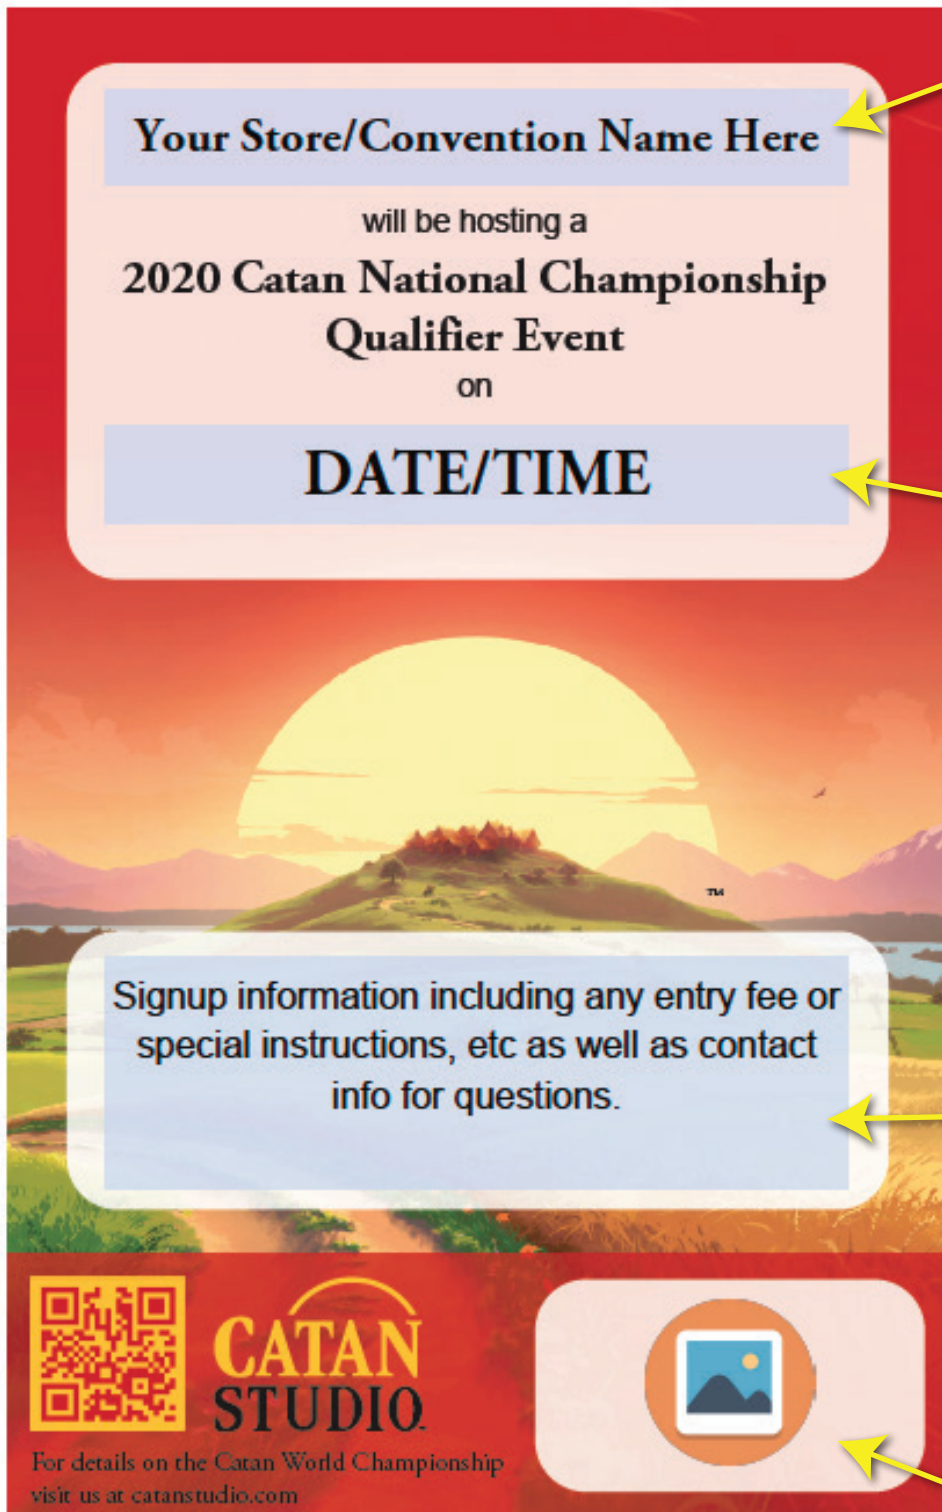 Your Store/Convention Name Here
will be hosting a
2020 Catan National Championship
Qualifier Event
on
DATE/TIME
TM
Signup information including any entry fee or
special instructions, etc as well as contact
info for questions.
CATAN
STUDIO
For details on the Catan World Championship
visit us at catanstudio.com